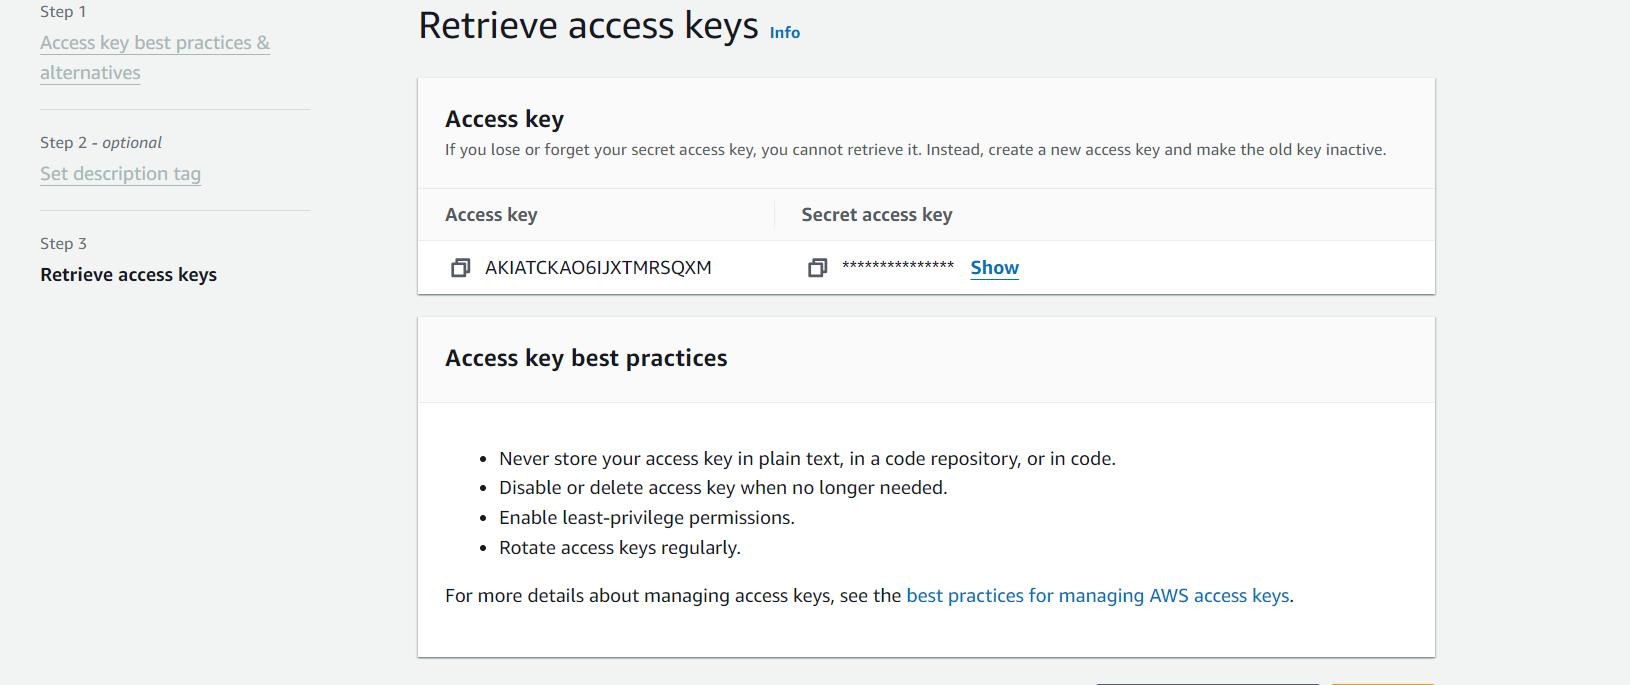 Step 1
Access key best practices &
alternatives
Step 2 - optional
Set description tag
Step 3
Retrieve access keys
Retrieve access keys Info
Access key
If you lose or forget your secret access key, you cannot retrieve it. Instead, create a new access key and make the old key inactive.
Access key Secret access key
AKIATCKAO6IJXTMRSQXM *************** Show
Access key best practices
• Never store your access key in plain text, in a code repository, or in code.
• Disable or delete access key when no longer needed.
• Enable least-privilege permissions.
• Rotate access keys regularly.
For more details about managing access keys, see the best practices for managing AWS access keys.